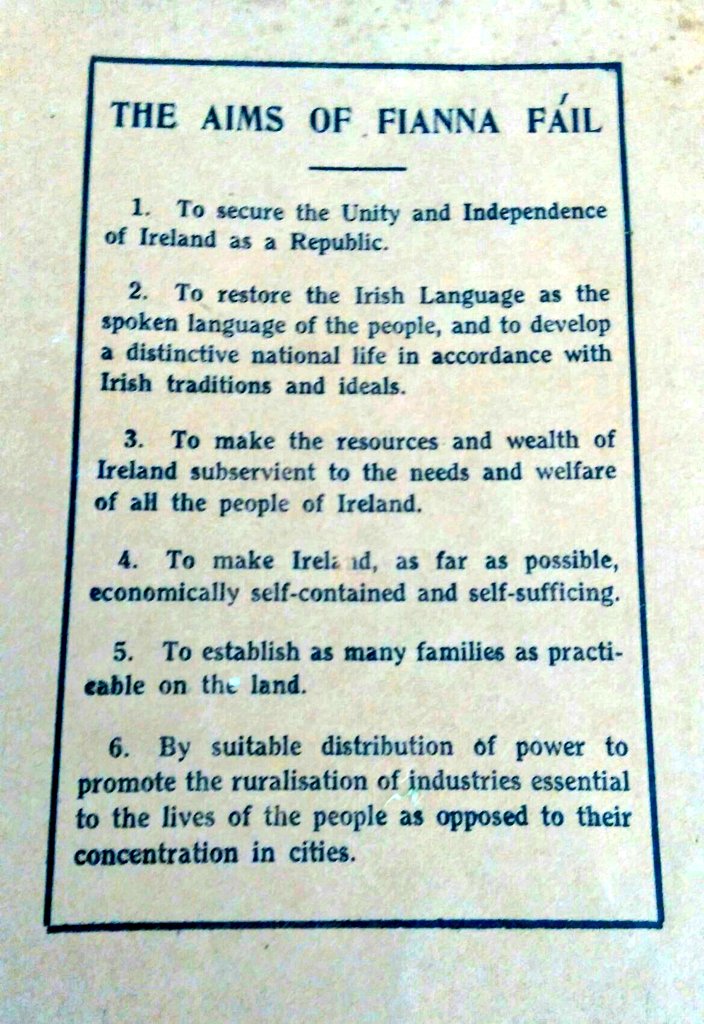 THE AIMS OF FIANNA FÁIL
1. To secure the Unity and Independence
of Ireland as a Republic.
2. To restore the Irish Language as the
spoken language of the people, and to develop
a distinctive national life in accordance with
Irish traditions and ideals.
3. To make the resources and wealth of
Ireland subservient to the needs and welfare
of all the people of Ireland.
4. To make Ireland, as far as possible,
economically self-contained and self-sufficing.
5. To establish as many families as practi-
cable on the land.
6. By suitable distribution of power to
promote the ruralisation of industries essential
to the lives of the people as opposed to their
concentration in cities.